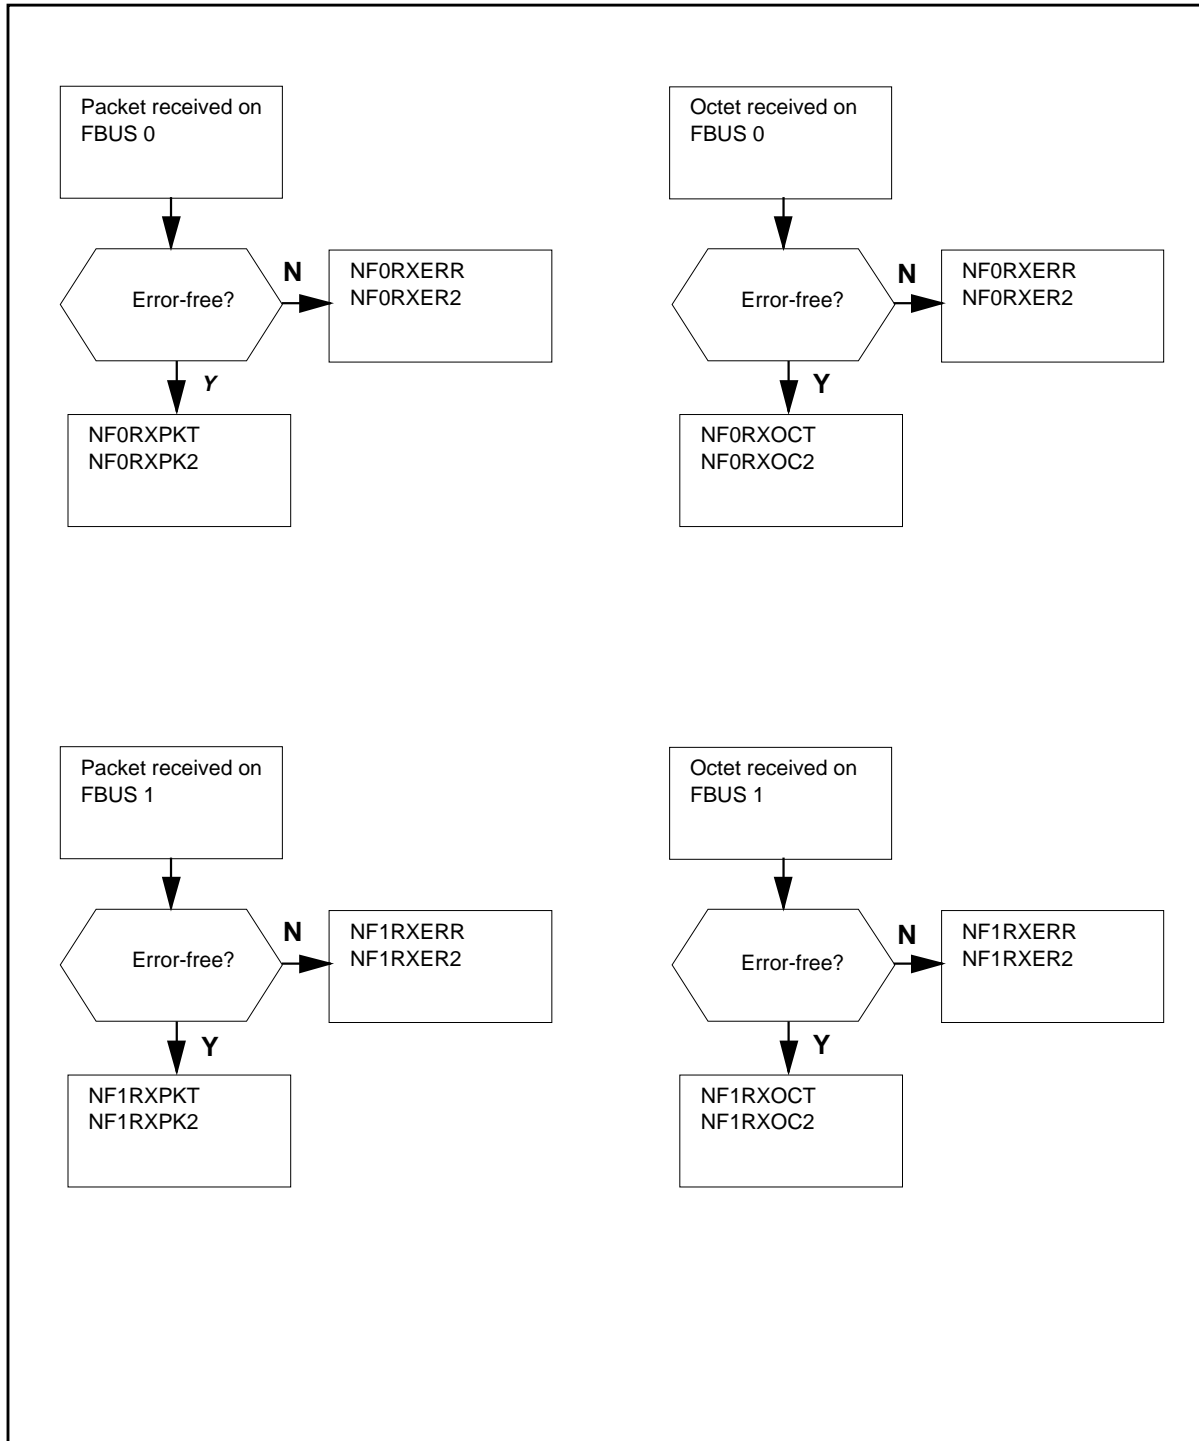 Packet received on
FBUS 0
Error-free?
N
NF0RXERR
NF0RXER2
Y
NF0RXPKT
NF0RXPK2
Octet received on
FBUS 0
Error-free?
N
NF0RXERR
NF0RXER2
Y
NF0RXOCT
NF0RXOC2
Packet received on
FBUS 1
Error-free?
N
NF1RXERR
NF1RXER2
Y
NF1RXPKT
NF1RXPK2
Octet received on
FBUS 1
Error-free?
N
NF1RXERR
NF1RXER2
Y
NF1RXOCT
NF1RXOC2